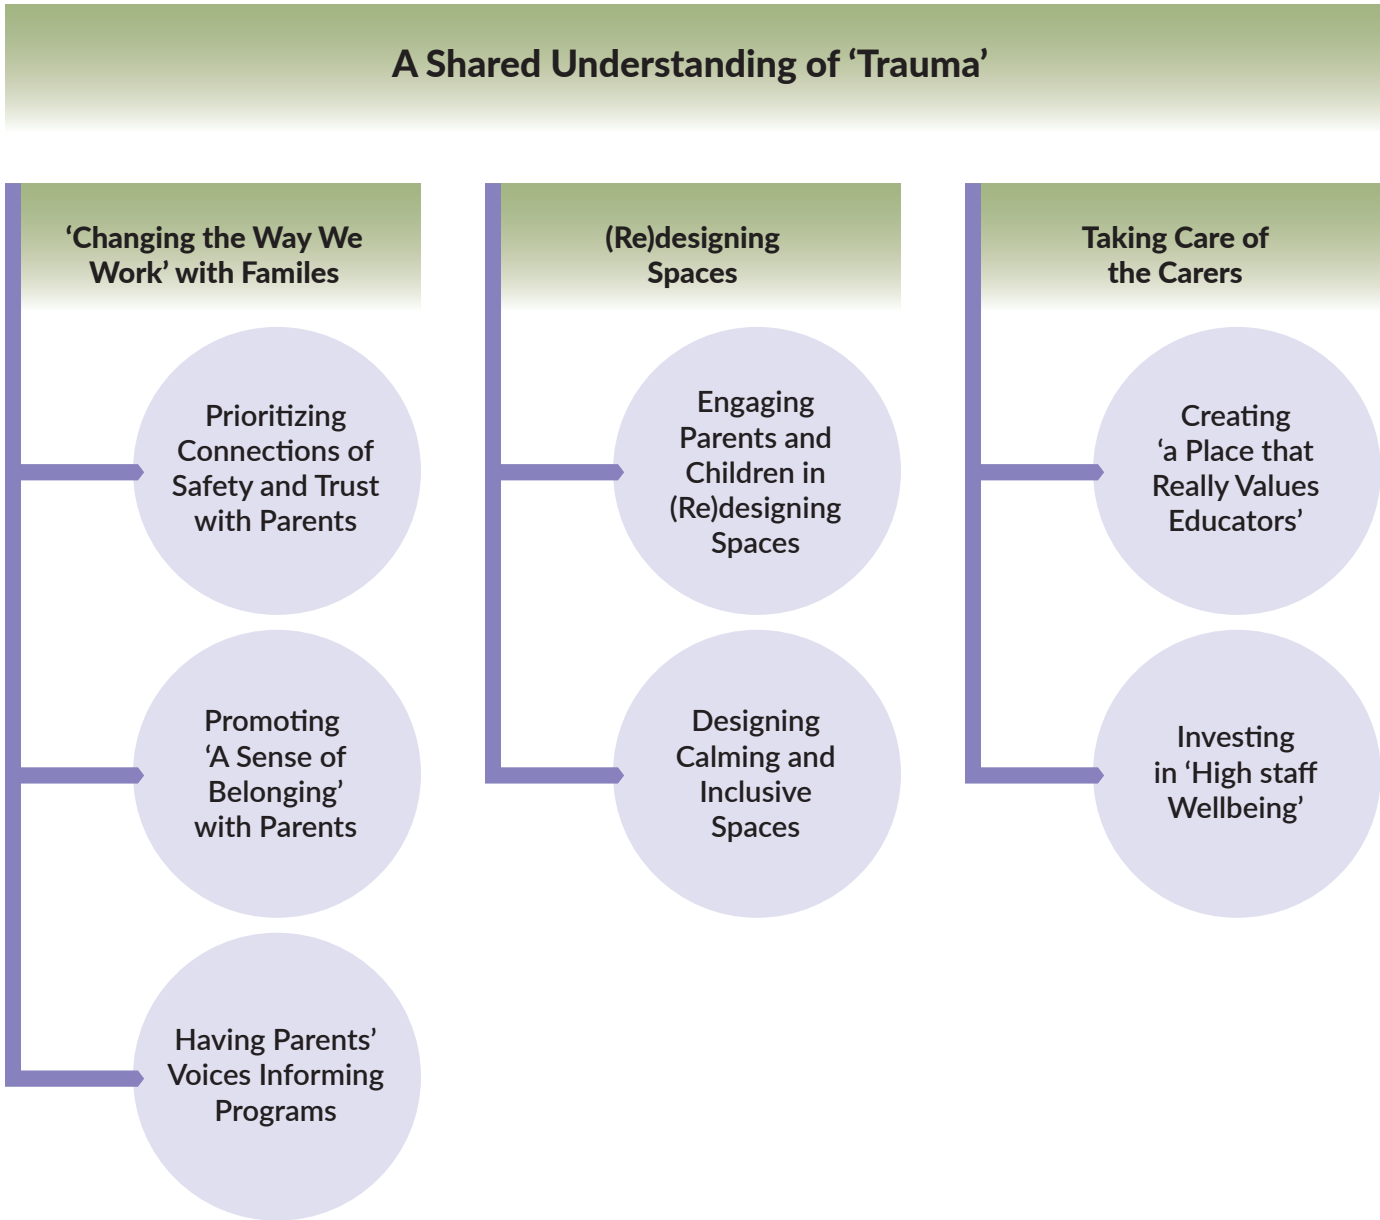 A Shared Understanding of ‘Trauma’
‘Changing the Way We
Work’ with Familes
Prioritizing
Connections of
Safety and Trust
with Parents
Promoting
‘A Sense of
Belonging’
with Parents
Having Parents’
Voices Informing
Programs
(Re)designing
Spaces
Engaging
Parents and
Children in
(Re)designing
Spaces
Designing
Calming and
Inclusive
Spaces
Taking Care of
the Carers
Creating
‘a Place that
Really Values
Educators’
Investing
in ‘High staff
Wellbeing’